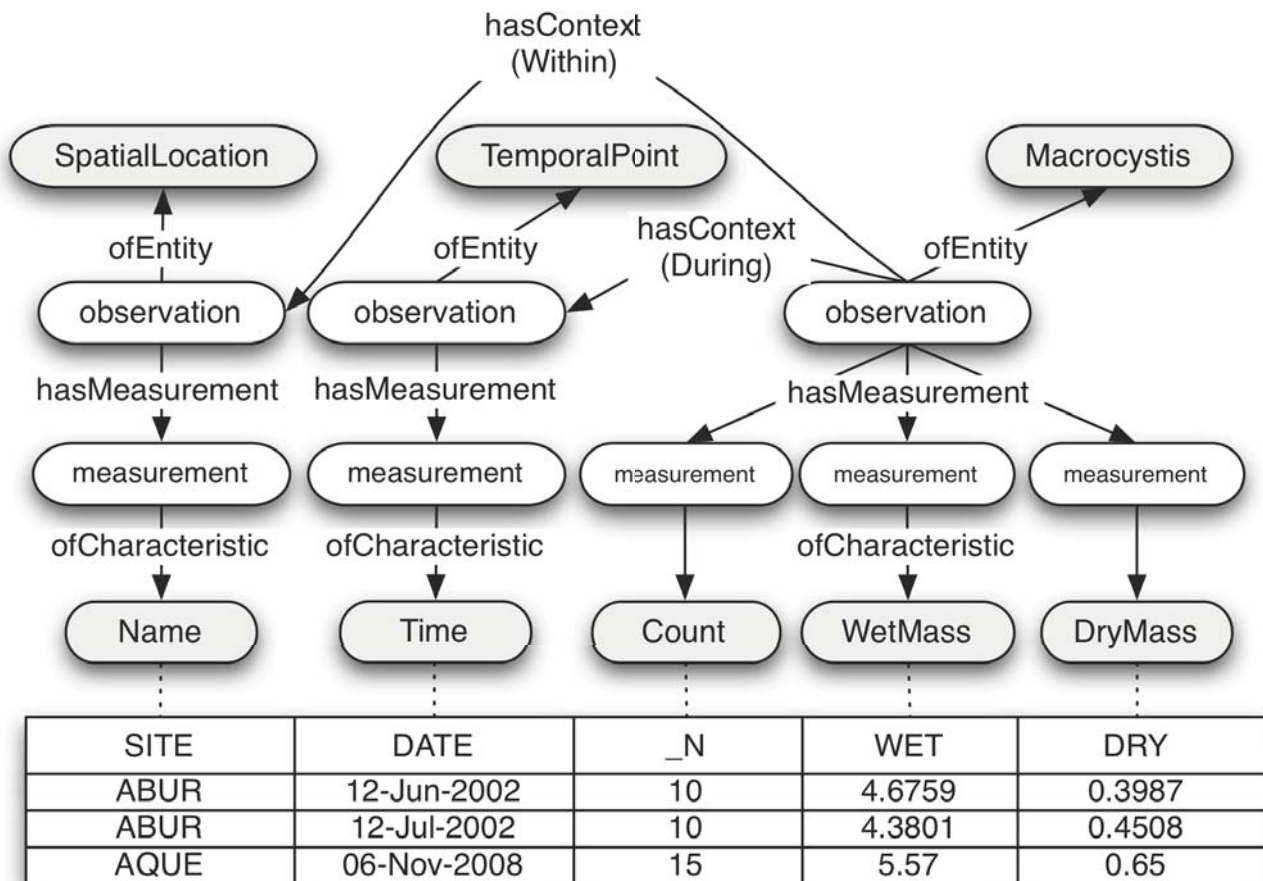 hasContext
(Within)
SpatialLocation
TemporalPoint
Macrocystis
ofEntity
ofEntity
hasContext
(During)
ofEntity
observation
observation
observation
hasMeasurement
hasMeasurement
hasMeasurement
measurement
measurement
measurement
measurement
measurement
ofCharacteristic
ofCharacteristic
ofCharacteristic
Name
Time
Count
WetMass
DryMass
SITE DATE _N WET DRY
ABUR 12-Jun-2002 10 4.6759 0.3987
ABUR 12-Jul-2002 10 4.3801 0.4508
AQUE 06-Nov-2008 15 5.57 0.65